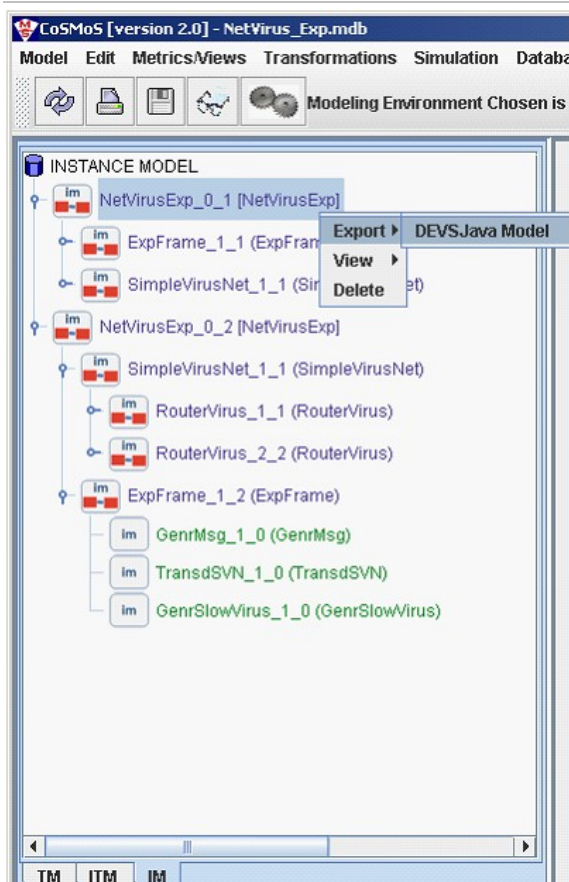 CoSMoS [version 2.0] - NetVirus_Exp.mdb
Model Edit Metrics/Views Transformations Simulation Databa
Modeling Environment Chosen is
INSTANCE MODEL
im NetVirusExp_0_1 [NetVirusExp]
Export DEVSJava Model
im ExpFrame_1_1 (ExpFram
View
im SimpleVirusNet_1_1 (Sir et)
Delete
im NetVirusExp_0_2 [NetVirusExp]
im SimpleVirusNet_1_1 (SimpleVirusNet)
im RouterVirus_1_1 (RouterVirus)
im RouterVirus_2_2 (RouterVirus)
im ExpFrame_1_2 (ExpFrame)
im GenrMsg_1_0 (GenrMsg)
im TransdSVN_1_0 (TransdSVN)
im GenrSlowVirus_1_0 (GenrSlowVirus)
TM ITM IM